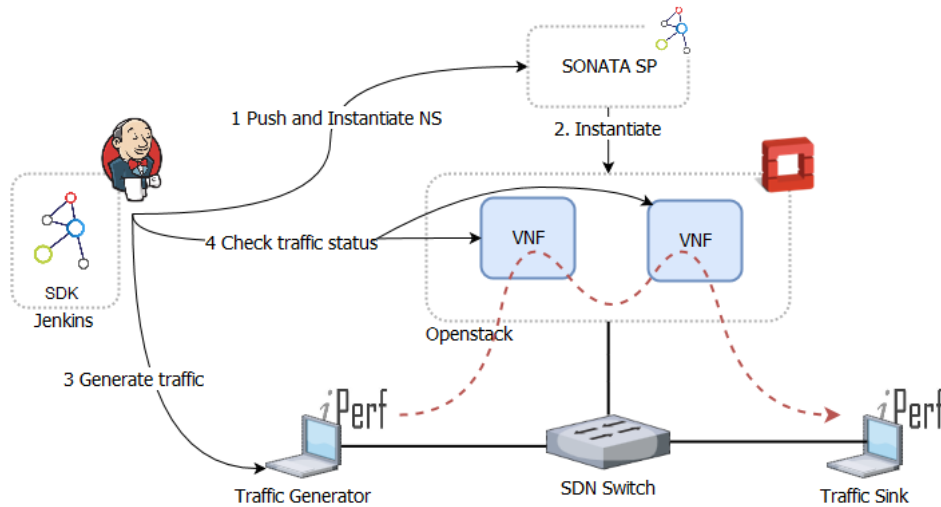 SONATA SP
1 Push and Instantiate NS
2. Instantiate
VNF
VNF
4 Check traffic status
SDK
Jenkins
Openstack
3 Generate traffic
iPerf
iPerf
Traffic Generator
SDN Switch
Traffic Sink